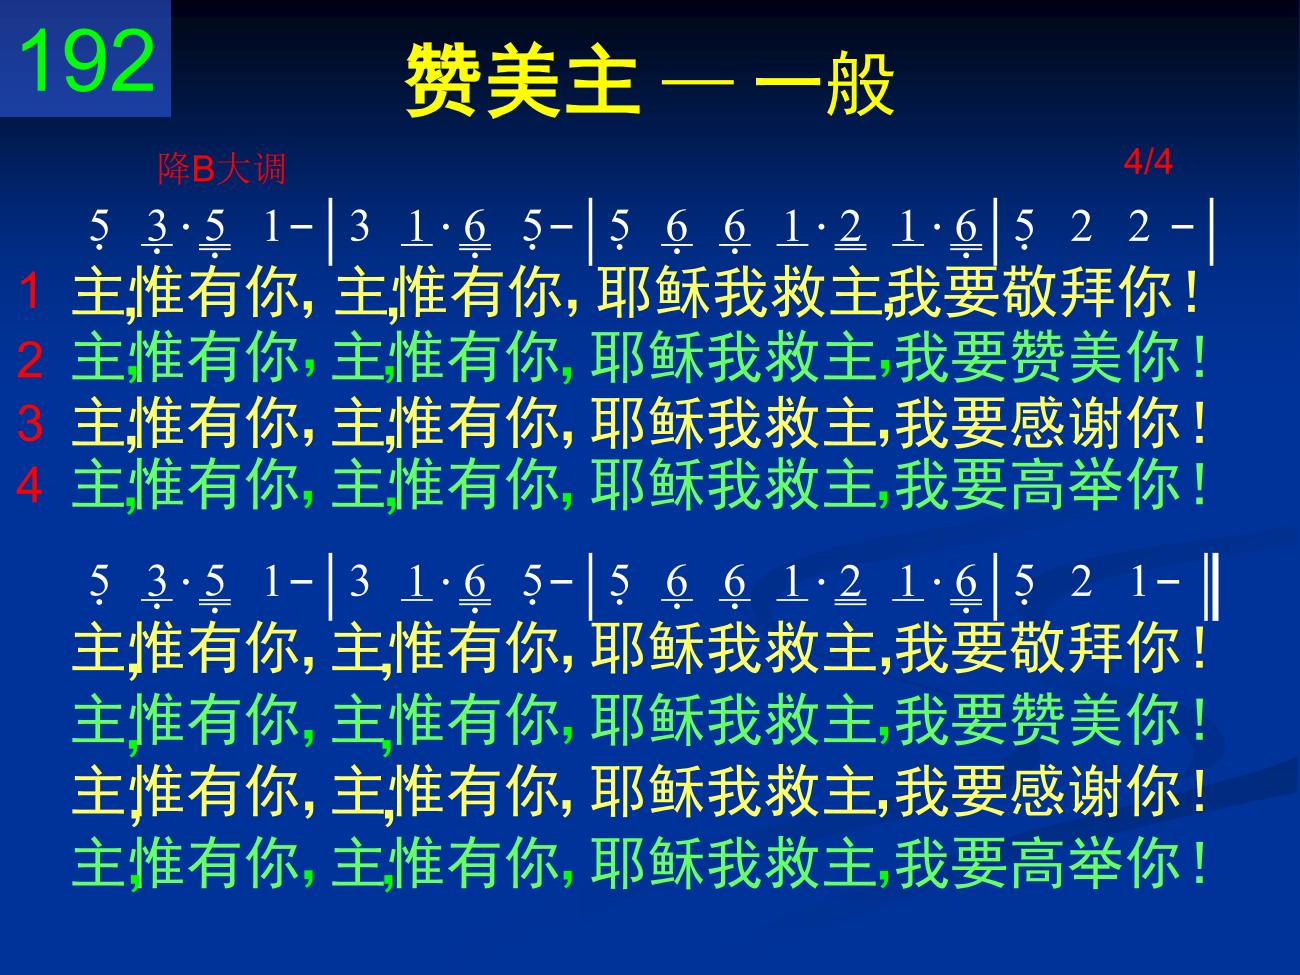 192
赞美主 — 一般
降B大调 4/4
5 3·5 1-|3 1·6 5-|5 6 6 1·2 1·6|5 2 2 -|
1 主,惟有你, 主,惟有你, 耶稣我救主,我要敬拜你!
2 主,惟有你, 主,惟有你, 耶稣我救主,我要赞美你!
3 主,惟有你, 主,惟有你, 耶稣我救主,我要感谢你!
4 主,惟有你, 主,惟有你, 耶稣我救主,我要高举你!
5 3·5 1-|3 1·6 5-|5 6 6 1·2 1·6|5 2 1- ‖
主,惟有你, 主,惟有你, 耶稣我救主,我要敬拜你!
主,惟有你, 主,惟有你, 耶稣我救主,我要赞美你!
主,惟有你, 主,惟有你, 耶稣我救主,我要感谢你!
主,惟有你, 主,惟有你, 耶稣我救主,我要高举你!